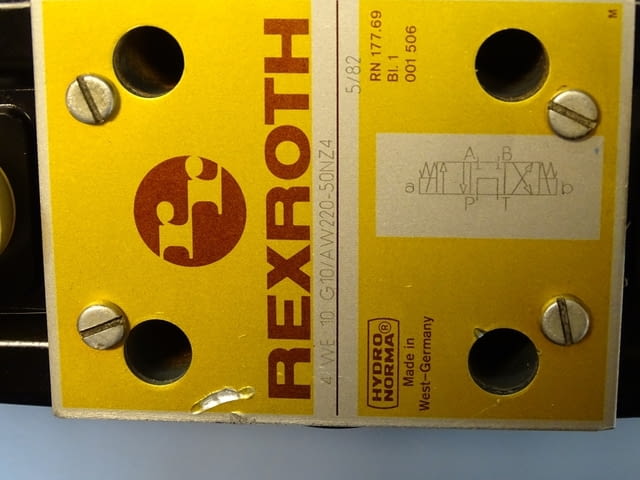 REXROTH
4 WE 10 G10/AW220-50NZ4
5/82
RN 177.69
Bl. 1
001 506
M
A B
a b
P T
HYDRO
NORMA ®
Made in
West-Germany